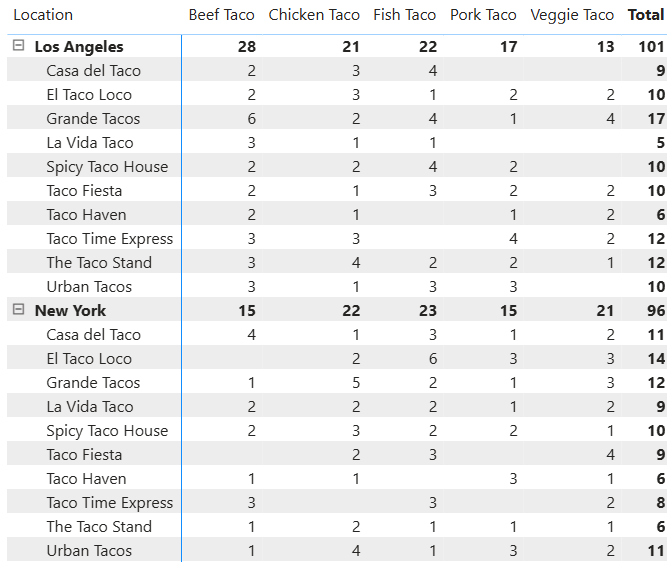 Location Beef Taco Chicken Taco Fish Taco Pork Taco Veggie Taco Total
Los Angeles 28 21 22 17 13 101
Casa del Taco 2 3 4 9
El Taco Loco 2 3 1 2 2 10
Grande Tacos 6 2 4 1 4 17
La Vida Taco 3 1 1 5
Spicy Taco House 2 2 4 2 10
Taco Fiesta 2 1 3 2 2 10
Taco Haven 2 1 1 2 6
Taco Time Express 3 3 4 2 12
The Taco Stand 3 4 2 2 1 12
Urban Tacos 3 1 3 3 10
New York 15 22 23 15 21 96
Casa del Taco 4 1 3 1 2 11
El Taco Loco 2 6 3 3 14
Grande Tacos 1 5 2 1 3 12
La Vida Taco 2 2 2 1 2 9
Spicy Taco House 2 3 2 2 1 10
Taco Fiesta 2 3 4 9
Taco Haven 1 1 3 1 6
Taco Time Express 3 3 2 8
The Taco Stand 1 2 1 1 1 6
Urban Tacos 1 4 1 3 2 11